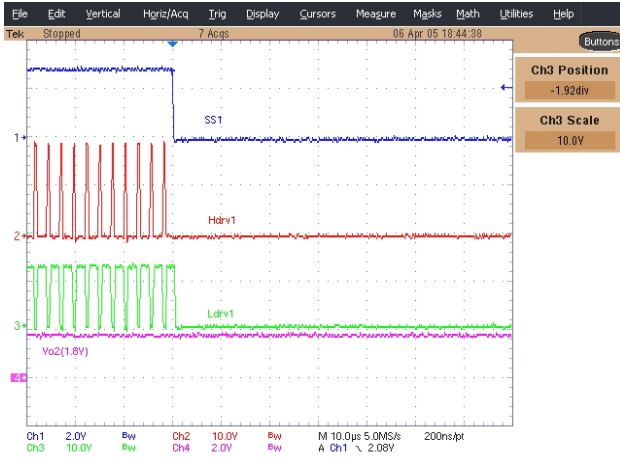 File Edit Vertical Horiz/Acq Trig Display Cursors Measure Masks Math Utilities Help
Tek Stopped 7 Acqs 06 Apr 05 18:44:38
Buttons
Ch3 Position
-1.92div
Ch3 Scale
10.0V
SS1
1
Hdrv1
2
Ldrv1
3
Vo2(1.8V)
4
Ch1 2.0V Bw Ch2 10.0V Bw M 10.0µs 5.0MS/s 200ns/pt
Ch3 10.0V Bw Ch4 2.0V Bw A Ch1 \ 2.08V